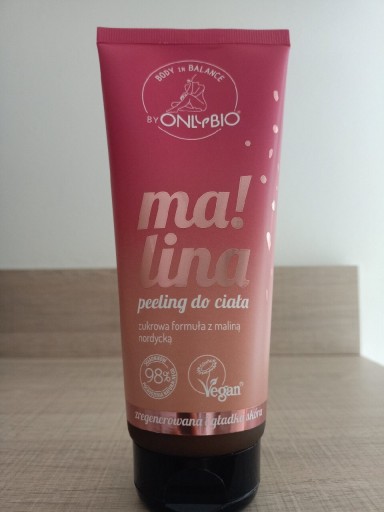 BODY in BALANCE
BY ONLYBIO
ma!
lina
peeling do ciała
cukrowa formuła z maliną
nordycką
98%
Vegan
zregenerowana i gładka skóra